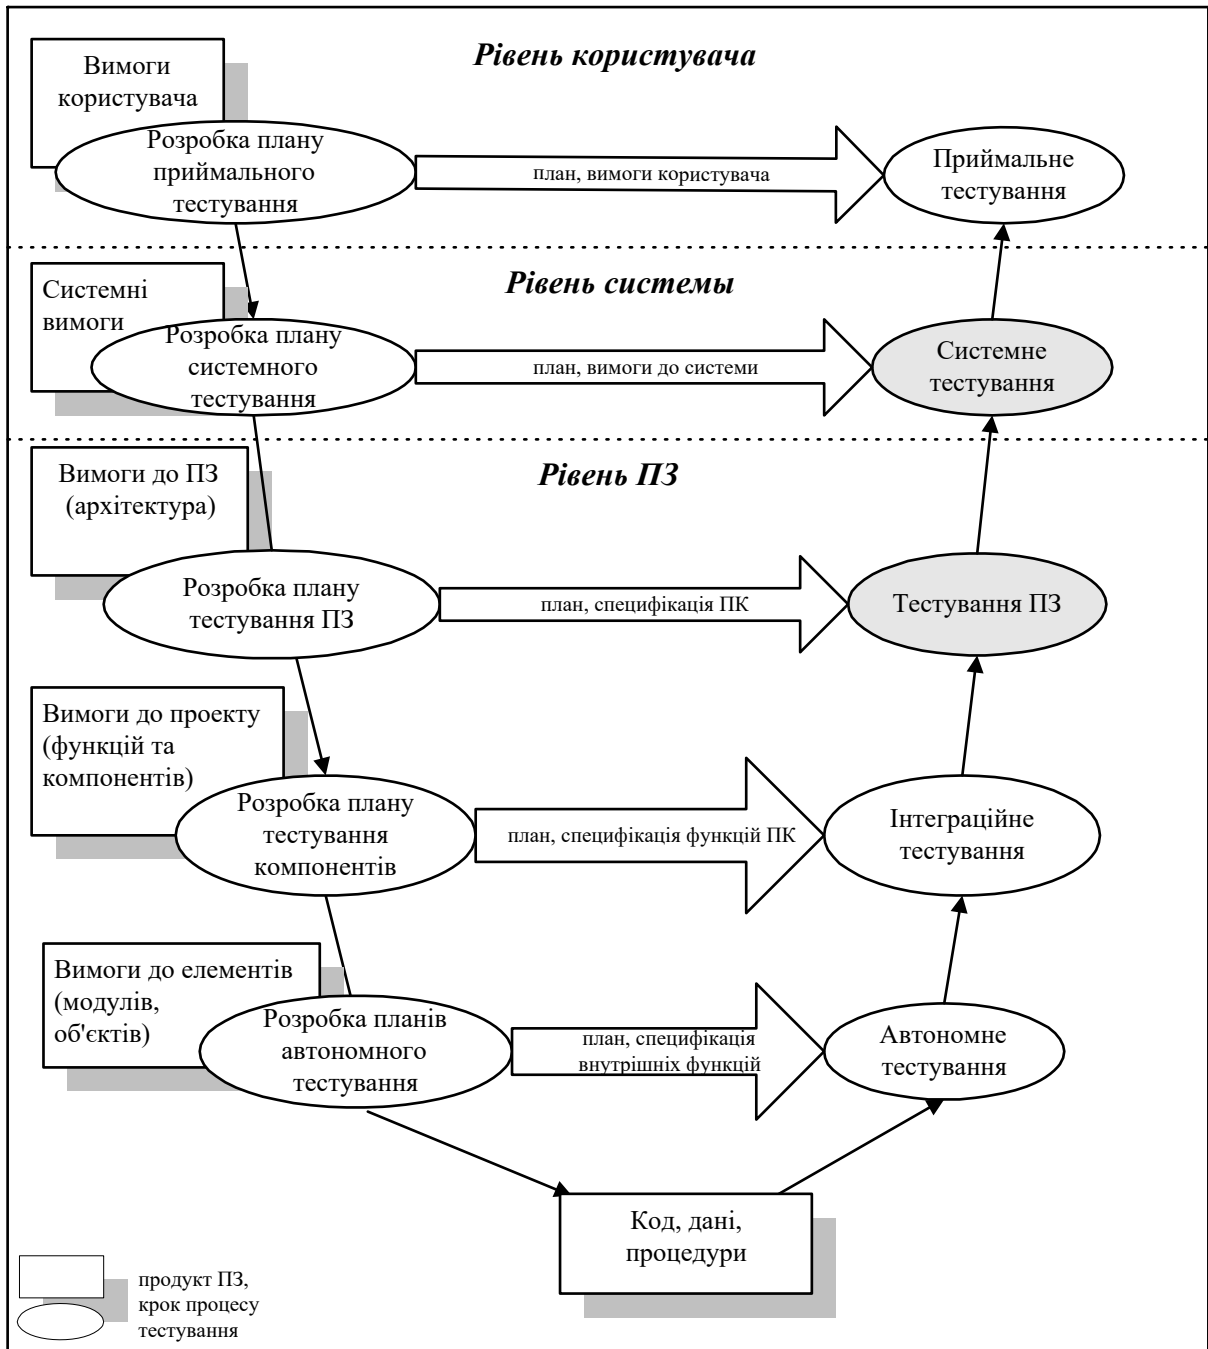 Рівень користувача
Вимоги
користувача
Розробка плану
приймального
тестування
план, вимоги користувача
Приймальне
тестування
Рівень системы
Системні
вимоги
Розробка плану
системного
тестування
план, вимоги до системи
Системне
тестування
Рівень ПЗ
Вимоги до ПЗ
(архітектура)
Розробка плану
тестування ПЗ
план, специфікація ПК
Тестування ПЗ
Вимоги до проекту
(функцій та
компонентів)
Розробка плану
тестування
компонентів
план, специфікація функцій ПК
Інтеграційне
тестування
Вимоги до елементів
(модулів,
об'єктів)
Розробка планів
автономного
тестування
план, специфікація
внутрішніх функцій
Автономне
тестування
Код, дані,
процедури
продукт ПЗ,
крок процесу
тестування